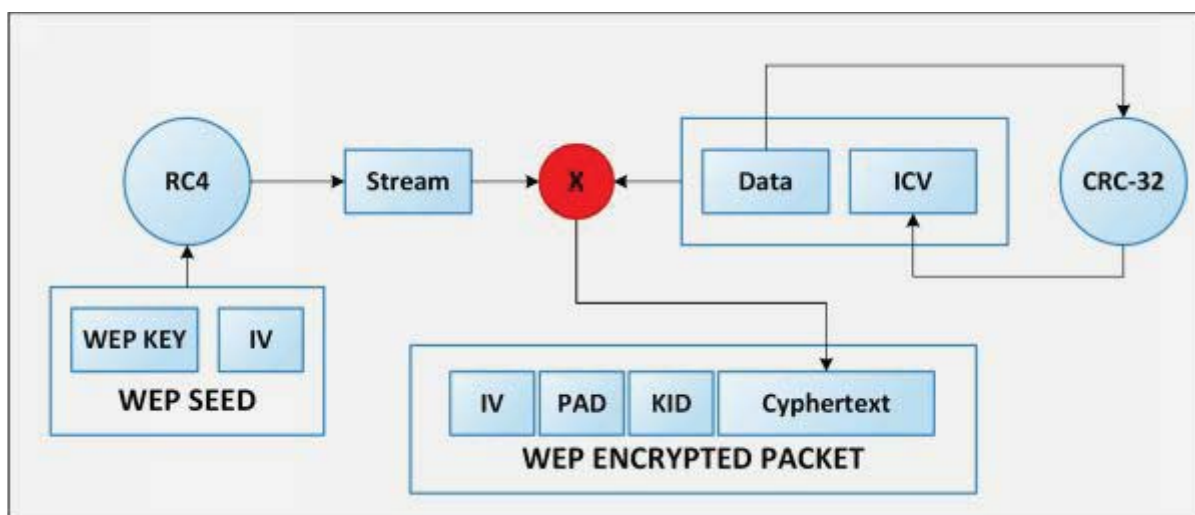 RC4
Stream
X
Data
ICV
CRC-32
WEP KEY
IV
WEP SEED
IV
PAD
KID
Cyphertext
WEP ENCRYPTED PACKET